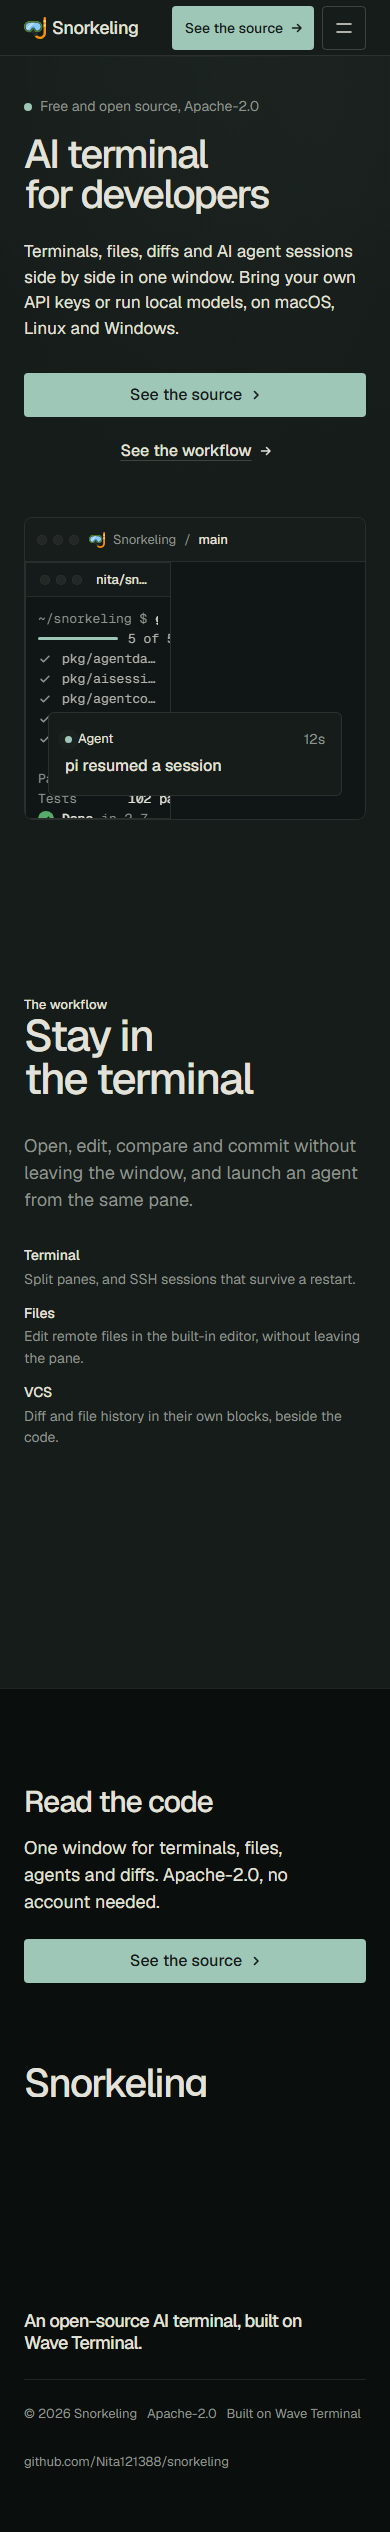 Snorkeling
See the source →
Free and open source, Apache-2.0
AI terminal
for developers
Terminals, files, diffs and AI agent sessions
side by side in one window. Bring your own
API keys or run local models, on macOS,
Linux and Windows.
See the source ›
See the workflow →
Snorkeling / main
nita/sn...
~/snorkeling $
5 of
✓ pkg/agentda...
✓ pkg/aisessi...
✓ pkg/agentco...
Agent 12s
pi resumed a session
Tests 102
The workflow
Stay in
the terminal
Open, edit, compare and commit without
leaving the window, and launch an agent
from the same pane.
Terminal
Split panes, and SSH sessions that survive a restart.
Files
Edit remote files in the built-in editor, without leaving
the pane.
VCS
Diff and file history in their own blocks, beside the
code.
Read the code
One window for terminals, files,
agents and diffs. Apache-2.0, no
account needed.
See the source ›
Snorkeling
An open-source AI terminal, built on
Wave Terminal.
© 2026 Snorkeling Apache-2.0 Built on Wave Terminal
github.com/Nita121388/snorkeling